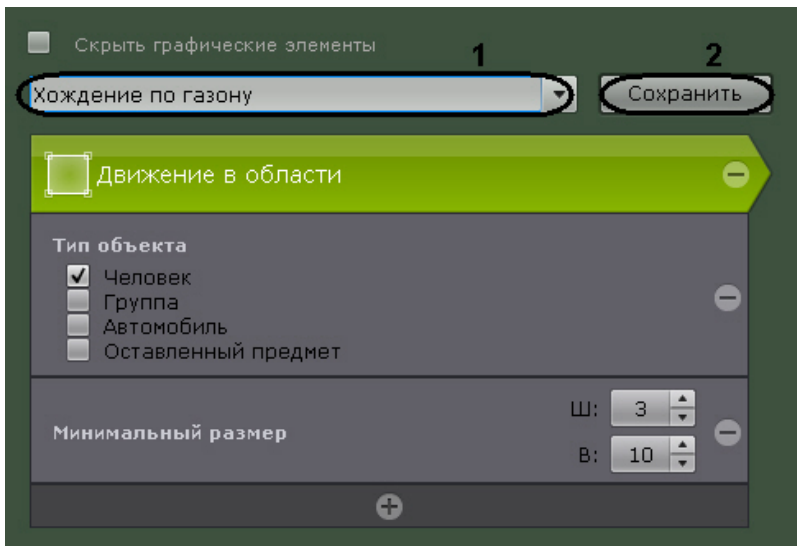 Скрыть графические элементы
1
2
Хождение по газону
Сохранить
Движение в области
Тип объекта
Человек
Группа
Автомобиль
Оставленный предмет
Минимальный размер
Ш: 3
В: 10